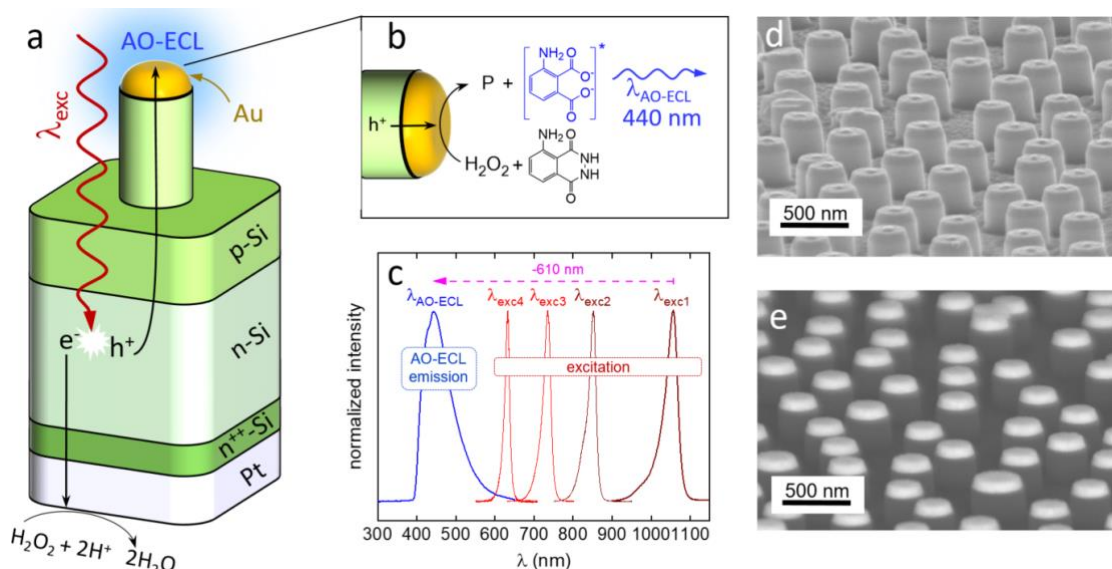 a
AO-ECL
λexc
Au
p-Si
n-Si
e⁻
h⁺
n⁺⁺-Si
Pt
H₂O₂ + 2H⁺
2H₂O
b
h⁺
P +
NH₂
O
O⁻
O⁻
O
*
λAO-ECL
440 nm
H₂O₂ +
NH₂
O
NH
NH
O
c
-610 nm
λAO-ECL
λexc4
λexc3
λexc2
λexc1
AO-ECL
emission
excitation
normalized intensity
300 400 500 600 700 800 900 1000 1100
λ (nm)
d
500 nm
e
500 nm